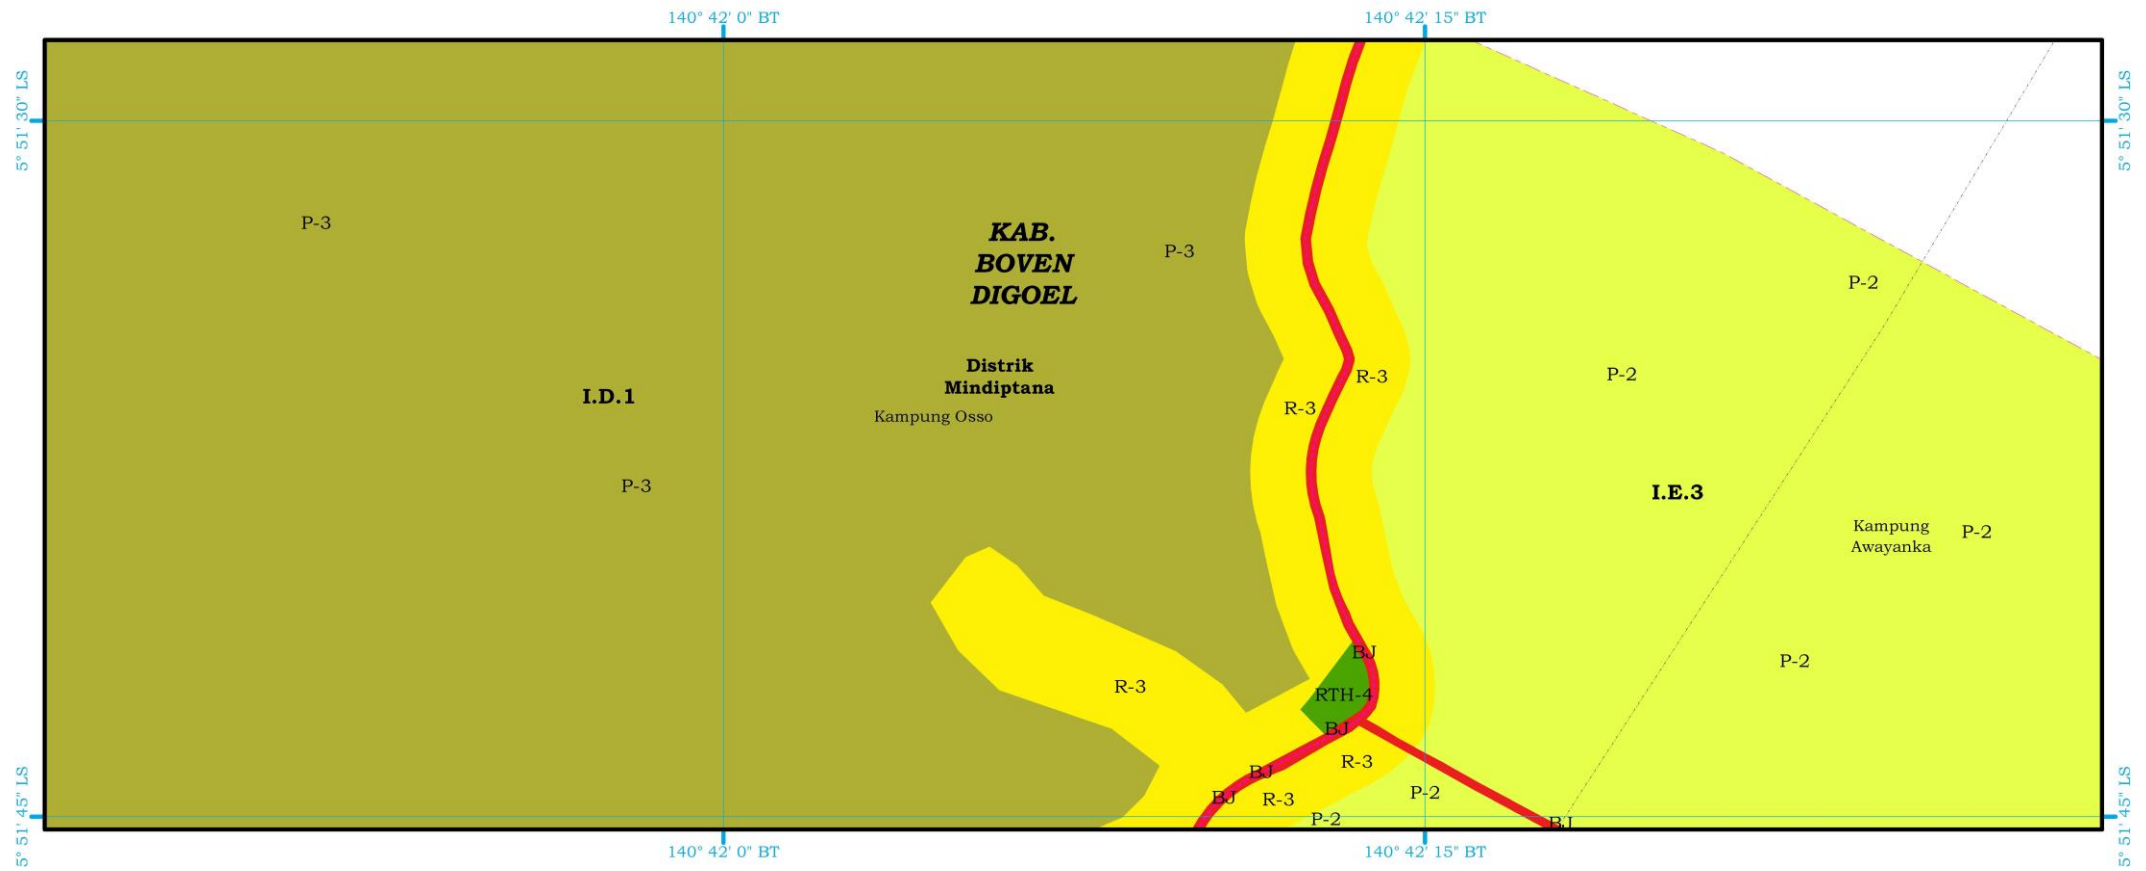 140° 42' 0" BT
140° 42' 15" BT
5° 51' 30" LS
5° 51' 30" LS
P-3
KAB.
BOVEN
DIGOEL
P-3
P-2
Distrik
Mindiptana
R-3
P-2
I.D.1
Kampung Osso
R-3
P-3
I.E.3
Kampung
Awayanka
P-2
BJ
P-2
R-3
RTH-4
BJ
R-3
BJ
BJ
R-3
P-2
P-2
BJ
5° 51' 45" LS
5° 51' 45" LS
140° 42' 0" BT
140° 42' 15" BT